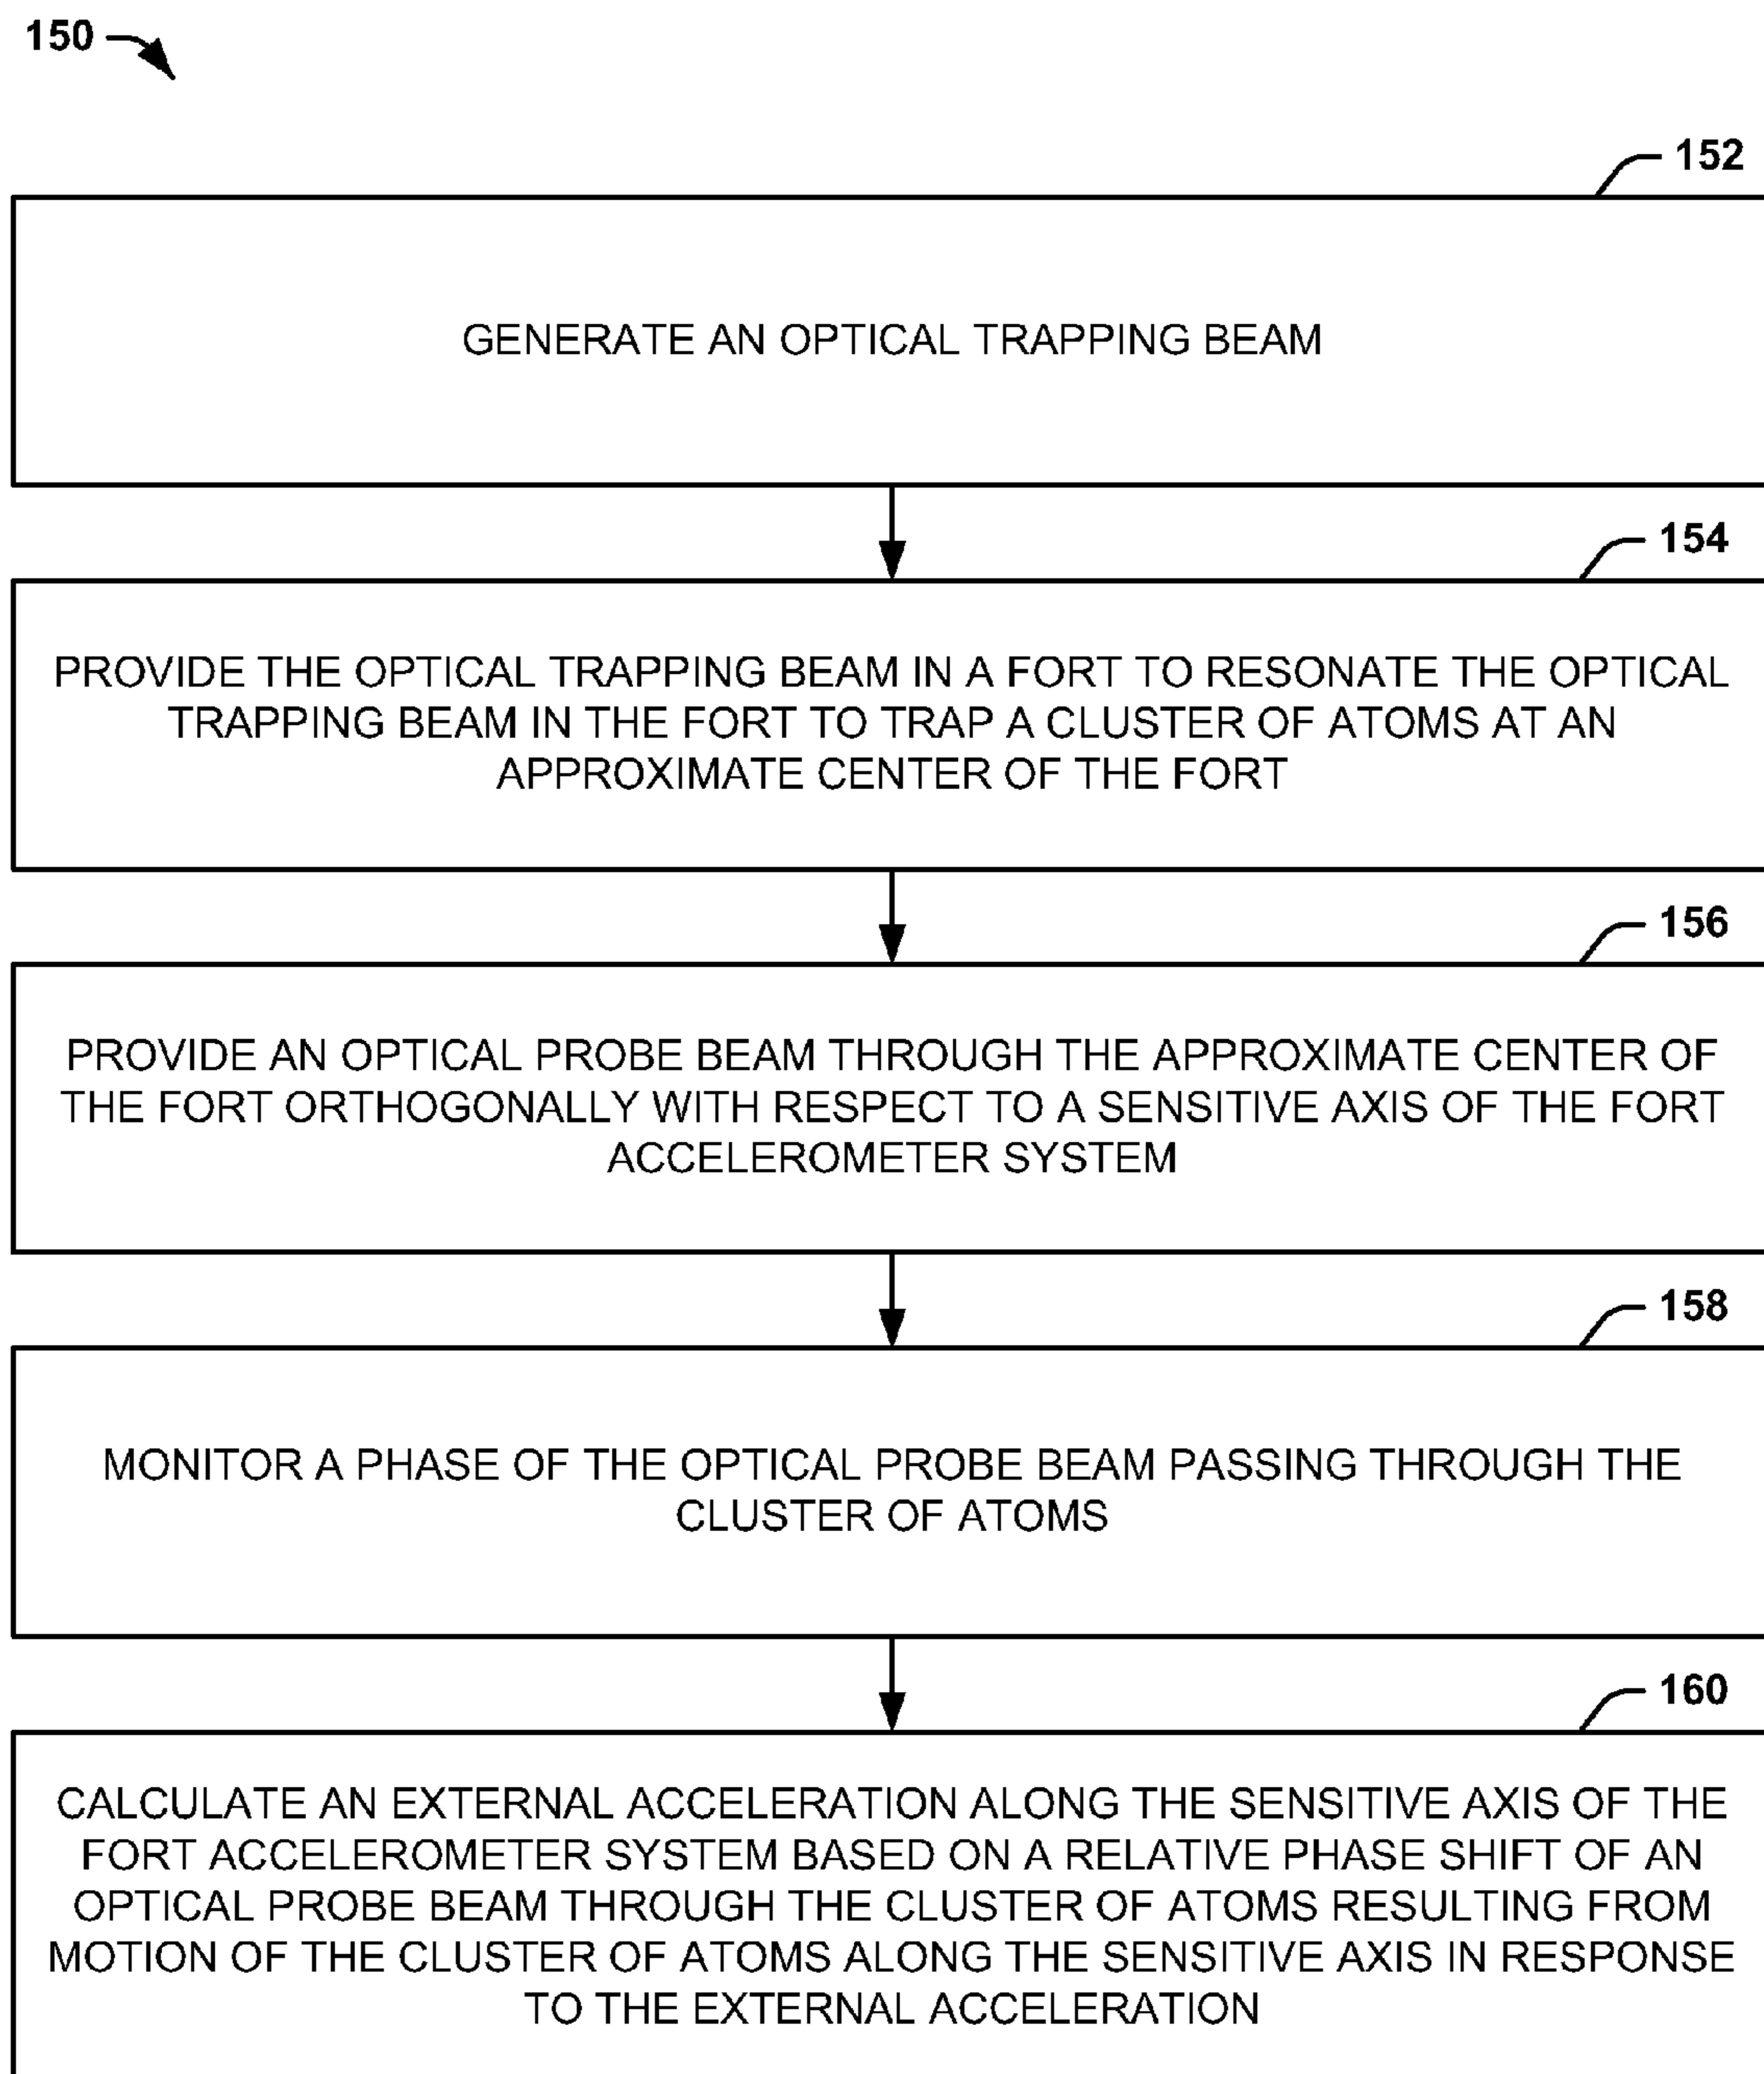 150
152
GENERATE AN OPTICAL TRAPPING BEAM
154
PROVIDE THE OPTICAL TRAPPING BEAM IN A FORT TO RESONATE THE OPTICAL
TRAPPING BEAM IN THE FORT TO TRAP A CLUSTER OF ATOMS AT AN
APPROXIMATE CENTER OF THE FORT
156
PROVIDE AN OPTICAL PROBE BEAM THROUGH THE APPROXIMATE CENTER OF
THE FORT ORTHOGONALLY WITH RESPECT TO A SENSITIVE AXIS OF THE FORT
ACCELEROMETER SYSTEM
158
MONITOR A PHASE OF THE OPTICAL PROBE BEAM PASSING THROUGH THE
CLUSTER OF ATOMS
160
CALCULATE AN EXTERNAL ACCELERATION ALONG THE SENSITIVE AXIS OF THE
FORT ACCELEROMETER SYSTEM BASED ON A RELATIVE PHASE SHIFT OF AN
OPTICAL PROBE BEAM THROUGH THE CLUSTER OF ATOMS RESULTING FROM
MOTION OF THE CLUSTER OF ATOMS ALONG THE SENSITIVE AXIS IN RESPONSE
TO THE EXTERNAL ACCELERATION